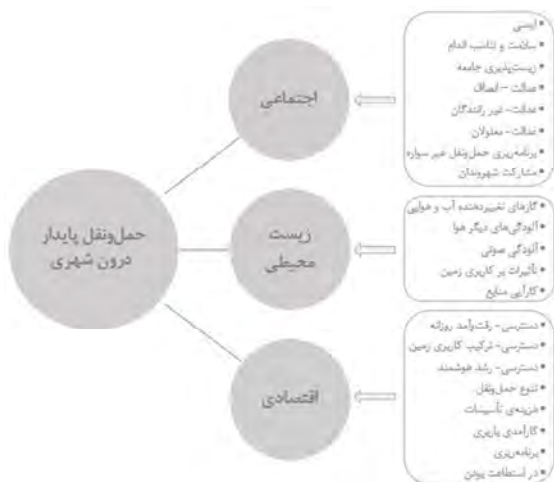 ایمنی
سلامت و تناسب اندام
زیست‌پذیری جامعه
عدالت - انصاف
عدالت- غیر رانندگان
عدالت- معلولان
برنامه‌ریزی حمل‌ونقل غیر سواره
مشارکت شهروندان
اجتماعی
حمل‌ونقل پایدار
درون شهری
زیست
محیطی
گازهای تغییردهنده آب و هوایی
آلودگی‌های دیگر هوا
آلودگی صوتی
تأثیرات بر کاربری زمین
کارآیی منابع
اقتصادی
دسترسی- رفت‌وآمد روزانه
دسترسی- ترکیب کاربری زمین
دسترسی- رشد هوشمند
تنوع حمل‌ونقل
هزینه‌ی تأسیسات
کارآمدی باربری
برنامه‌ریزی
در استطاعت بودن